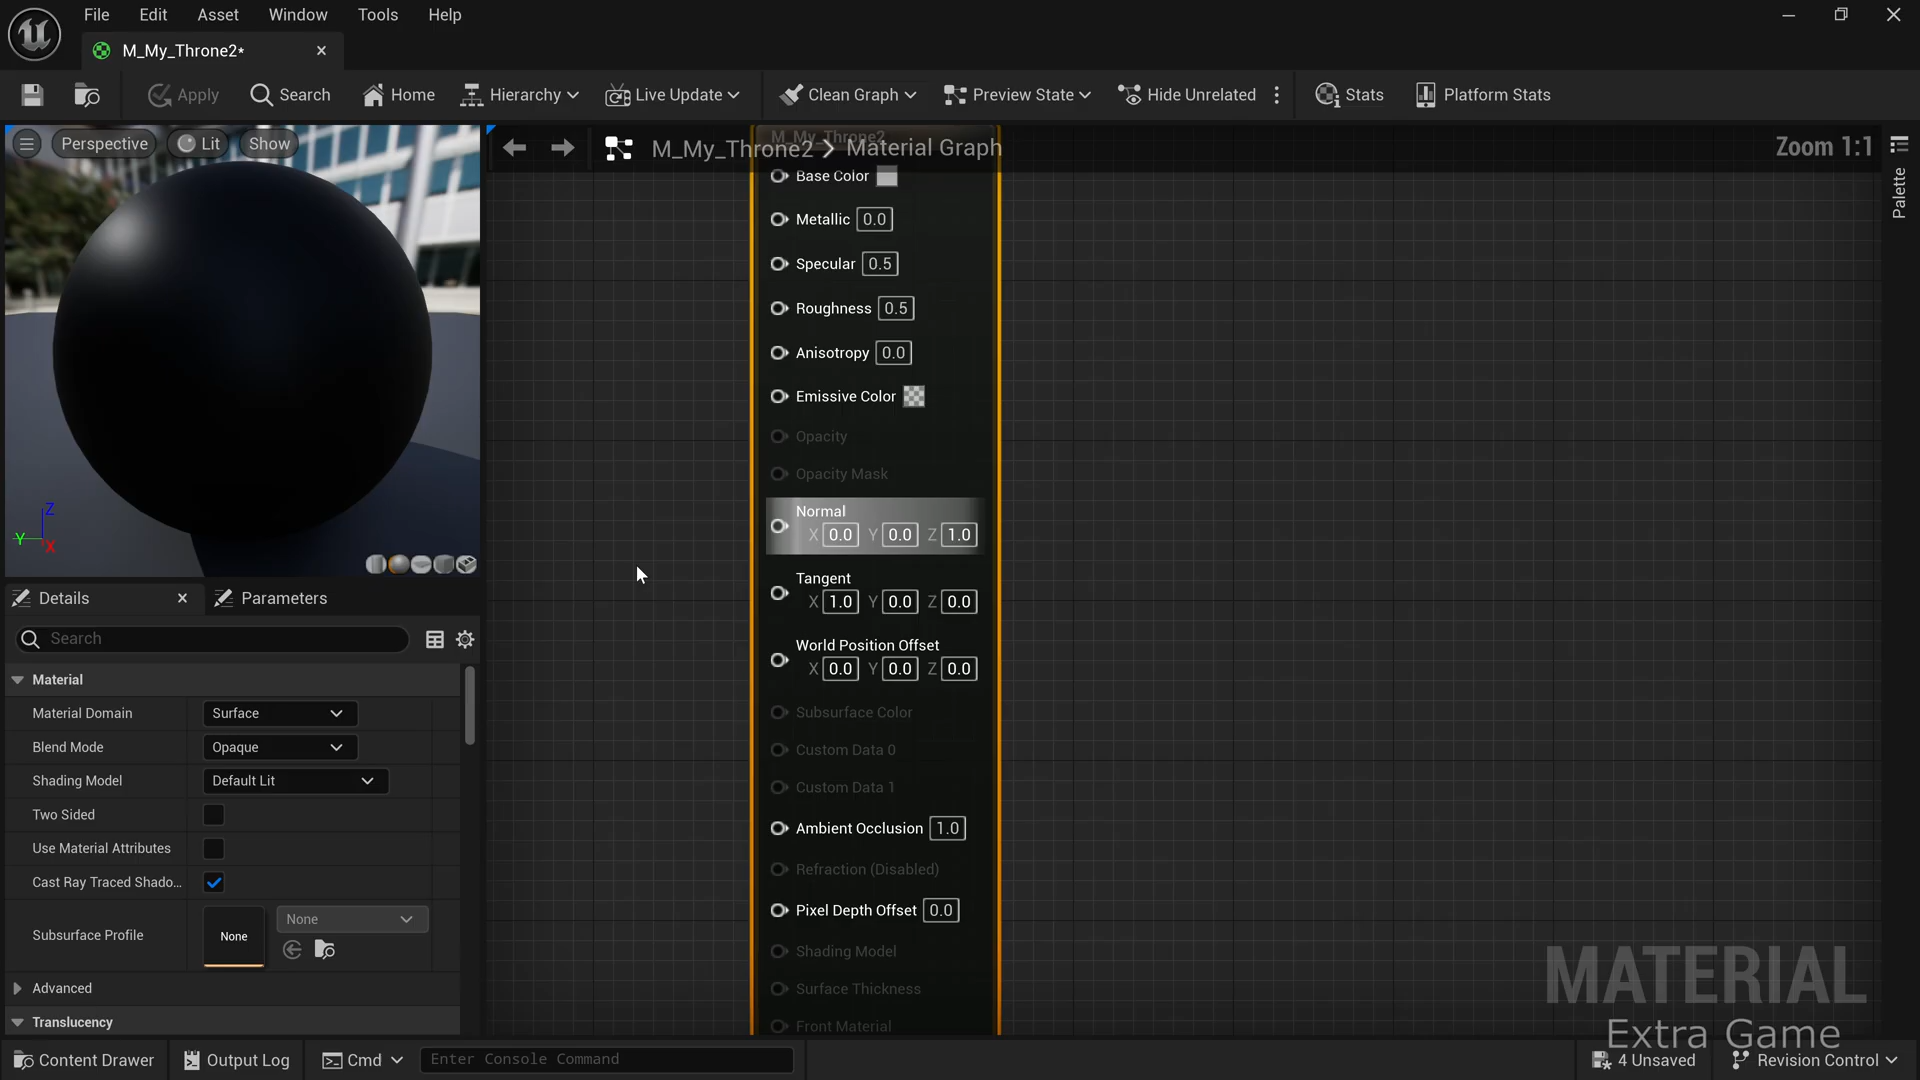 File Edit Asset Window Tools Help
M_My_Throne2*
Apply Search Home Hierarchy Live Update Clean Graph Preview State Hide Unrelated Stats Platform Stats
Perspective Lit Show
M_My_Throne2 > Material Graph
Zoom 1:1
Palette
M_My_Throne2
Base Color
Metallic 0.0
Specular 0.5
Roughness 0.5
Anisotropy 0.0
Emissive Color
Opacity
Opacity Mask
Normal
X 0.0 Y 0.0 Z 1.0
Tangent
X 1.0 Y 0.0 Z 0.0
World Position Offset
X 0.0 Y 0.0 Z 0.0
Subsurface Color
Custom Data 0
Custom Data 1
Ambient Occlusion 1.0
Refraction (Disabled)
Pixel Depth Offset 0.0
Shading Model
Surface Thickness
Front Material
Z
Y
X
Details Parameters
Search
Material
Material Domain Surface
Blend Mode Opaque
Shading Model Default Lit
Two Sided
Use Material Attributes
Cast Ray Traced Shado...
Subsurface Profile None None
Advanced
Translucency
MATERIAL
Extra Game
Content Drawer Output Log Cmd Enter Console Command 4 Unsaved Revision Control